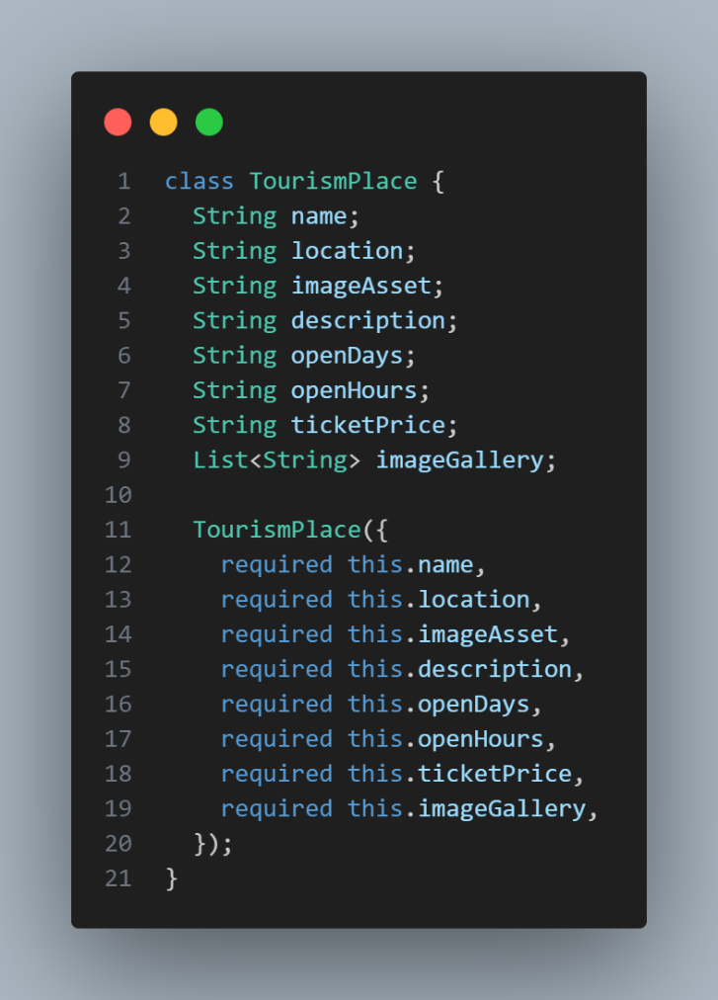 1 class TourismPlace {
2   String name;
3   String location;
4   String imageAsset;
5   String description;
6   String openDays;
7   String openHours;
8   String ticketPrice;
9   List<String> imageGallery;
10
11   TourismPlace({
12     required this.name,
13     required this.location,
14     required this.imageAsset,
15     required this.description,
16     required this.openDays,
17     required this.openHours,
18     required this.ticketPrice,
19     required this.imageGallery,
20   });
21 }